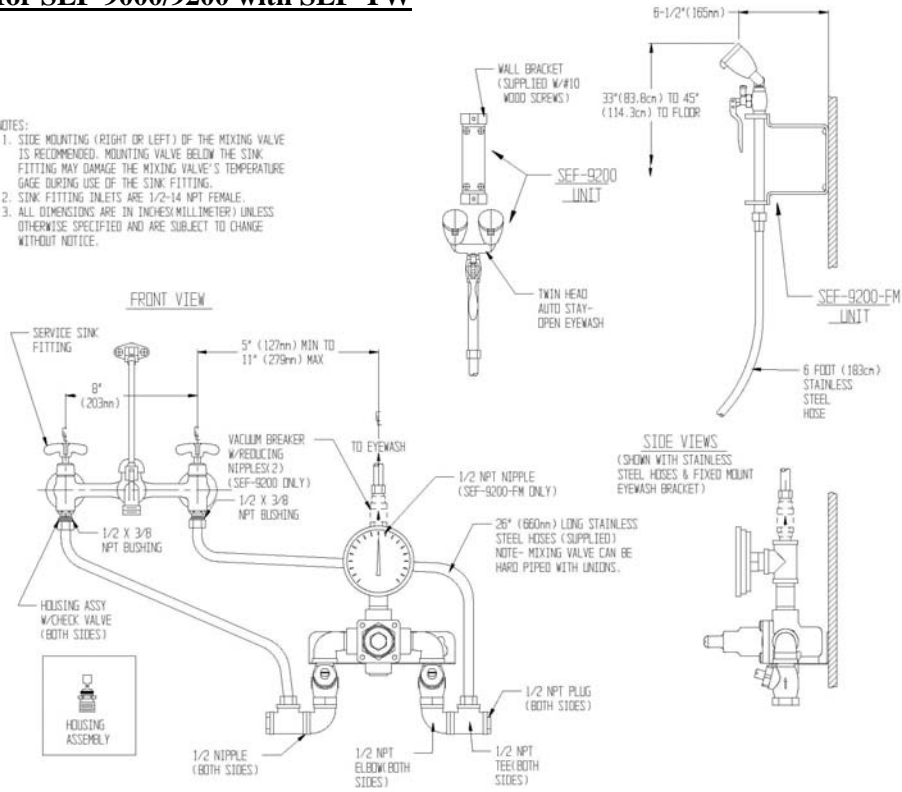 for SEF-9000/9200 with SEF-TW
NOTES:
1. SIDE MOUNTING (RIGHT OR LEFT) OF THE MIXING VALVE
IS RECOMMENDED. MOUNTING VALVE BELOW THE SINK
FITTING MAY DAMAGE THE MIXING VALVE'S TEMPERATURE
GAGE DURING USE OF THE SINK FITTING.
2. SINK FITTING INLETS ARE 1/2-14 NPT FEMALE.
3. ALL DIMENSIONS ARE IN INCHES(MILLIMETER) UNLESS
OTHERWISE SPECIFIED AND ARE SUBJECT TO CHANGE
WITHOUT NOTICE.
WALL BRACKET
(SUPPLIED W/#10
WOOD SCREWS)
SEF-9200
UNIT
TWIN HEAD
AUTO STAY-
OPEN EYEWASH
6-1/2"(165mm)
33"(83.8cm) TO 45"
(114.3cm) TO FLOOR
SEF-9200-FM
UNIT
6 FOOT (183cm)
STAINLESS
STEEL
HOSE
FRONT VIEW
SERVICE SINK
FITTING
8"
(203mm)
5" (127mm) MIN TO
11" (279mm) MAX
VACUUM BREAKER
W/REDUCING
NIPPLES(2)
(SEF-9200 ONLY)
TO EYEWASH
1/2 NPT NIPPLE
(SEF-9200-FM ONLY)
1/2 X 3/8
NPT BUSHING
1/2 X 3/8
NPT BUSHING
26" (660mm) LONG STAINLESS
STEEL HOSES (SUPPLIED)
NOTE- MIXING VALVE CAN BE
HARD PIPED WITH UNIONS.
HOUSING ASSY
W/CHECK VALVE
(BOTH SIDES)
HOUSING
ASSEMBLY
1/2 NIPPLE
(BOTH SIDES)
1/2 NPT
ELBOW(BOTH
SIDES)
1/2 NPT
TEE(BOTH
SIDES)
1/2 NPT PLUG
(BOTH SIDES)
SIDE VIEWS
(SHOWN WITH STAINLESS
STEEL HOSES & FIXED MOUNT
EYEWASH BRACKET)